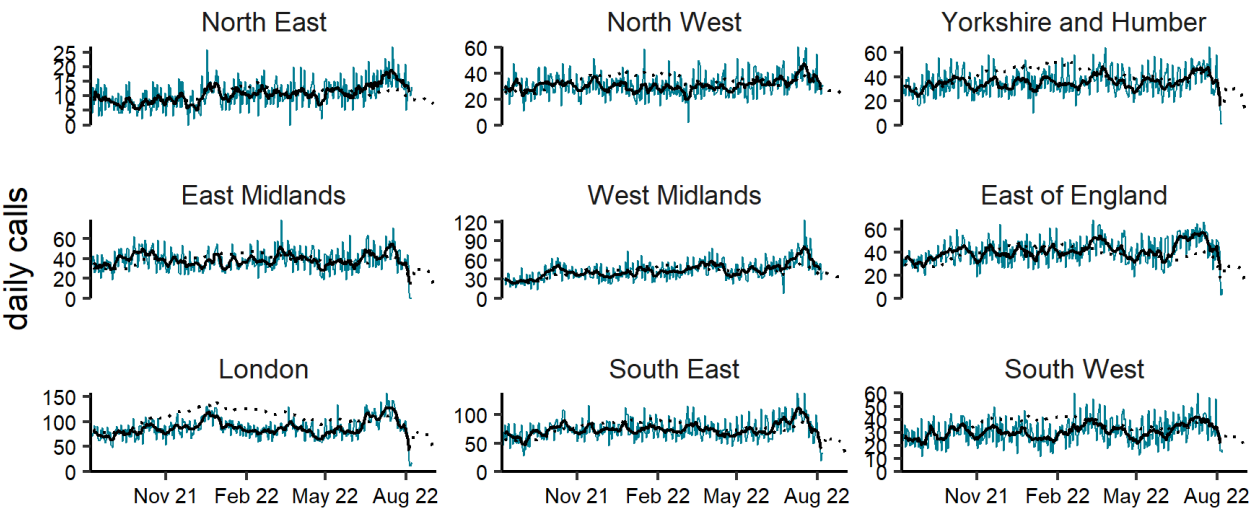 North East North West Yorkshire and Humber
25 60 60
20
15 40 40
10 20 20
5
0 0 0
East Midlands West Midlands East of England
120
60 90 60
40 60 40
20 30 20
0 0 0
daily calls
London South East South West
150 60
100 100 50
40
50 50 30
20
10
0 0 0
Nov 21 Feb 22 May 22 Aug 22 Nov 21 Feb 22 May 22 Aug 22 Nov 21 Feb 22 May 22 Aug 22